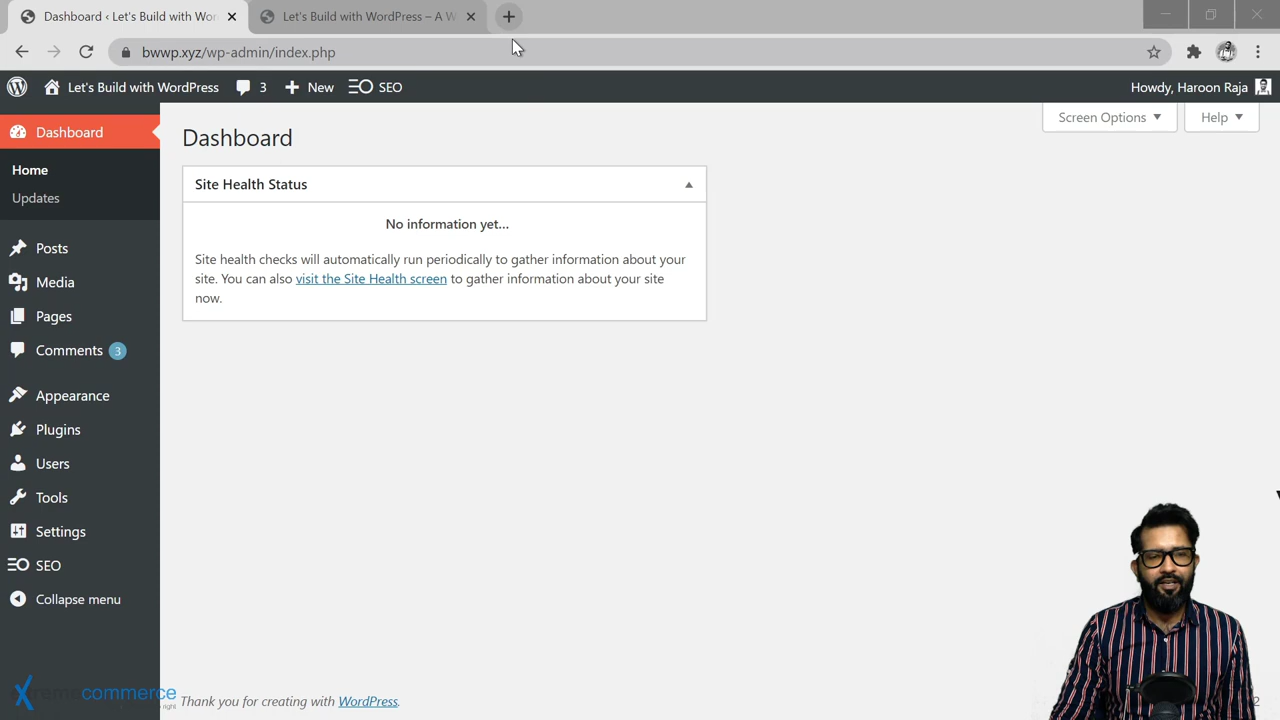 Dashboard ‹ Let's Build with Wor
Let's Build with WordPress – A W
bwwp.xyz/wp-admin/index.php
Let's Build with WordPress
3
New
SEO
Howdy, Haroon Raja
Screen Options
Help
Dashboard
Home
Updates
Posts
Media
Pages
Comments 3
Appearance
Plugins
Users
Tools
Settings
SEO
Collapse menu
Dashboard
Site Health Status
No information yet…
Site health checks will automatically run periodically to gather information about your
site. You can also visit the Site Health screen to gather information about your site
now.
xtremecommerce
Thank you for creating with WordPress.